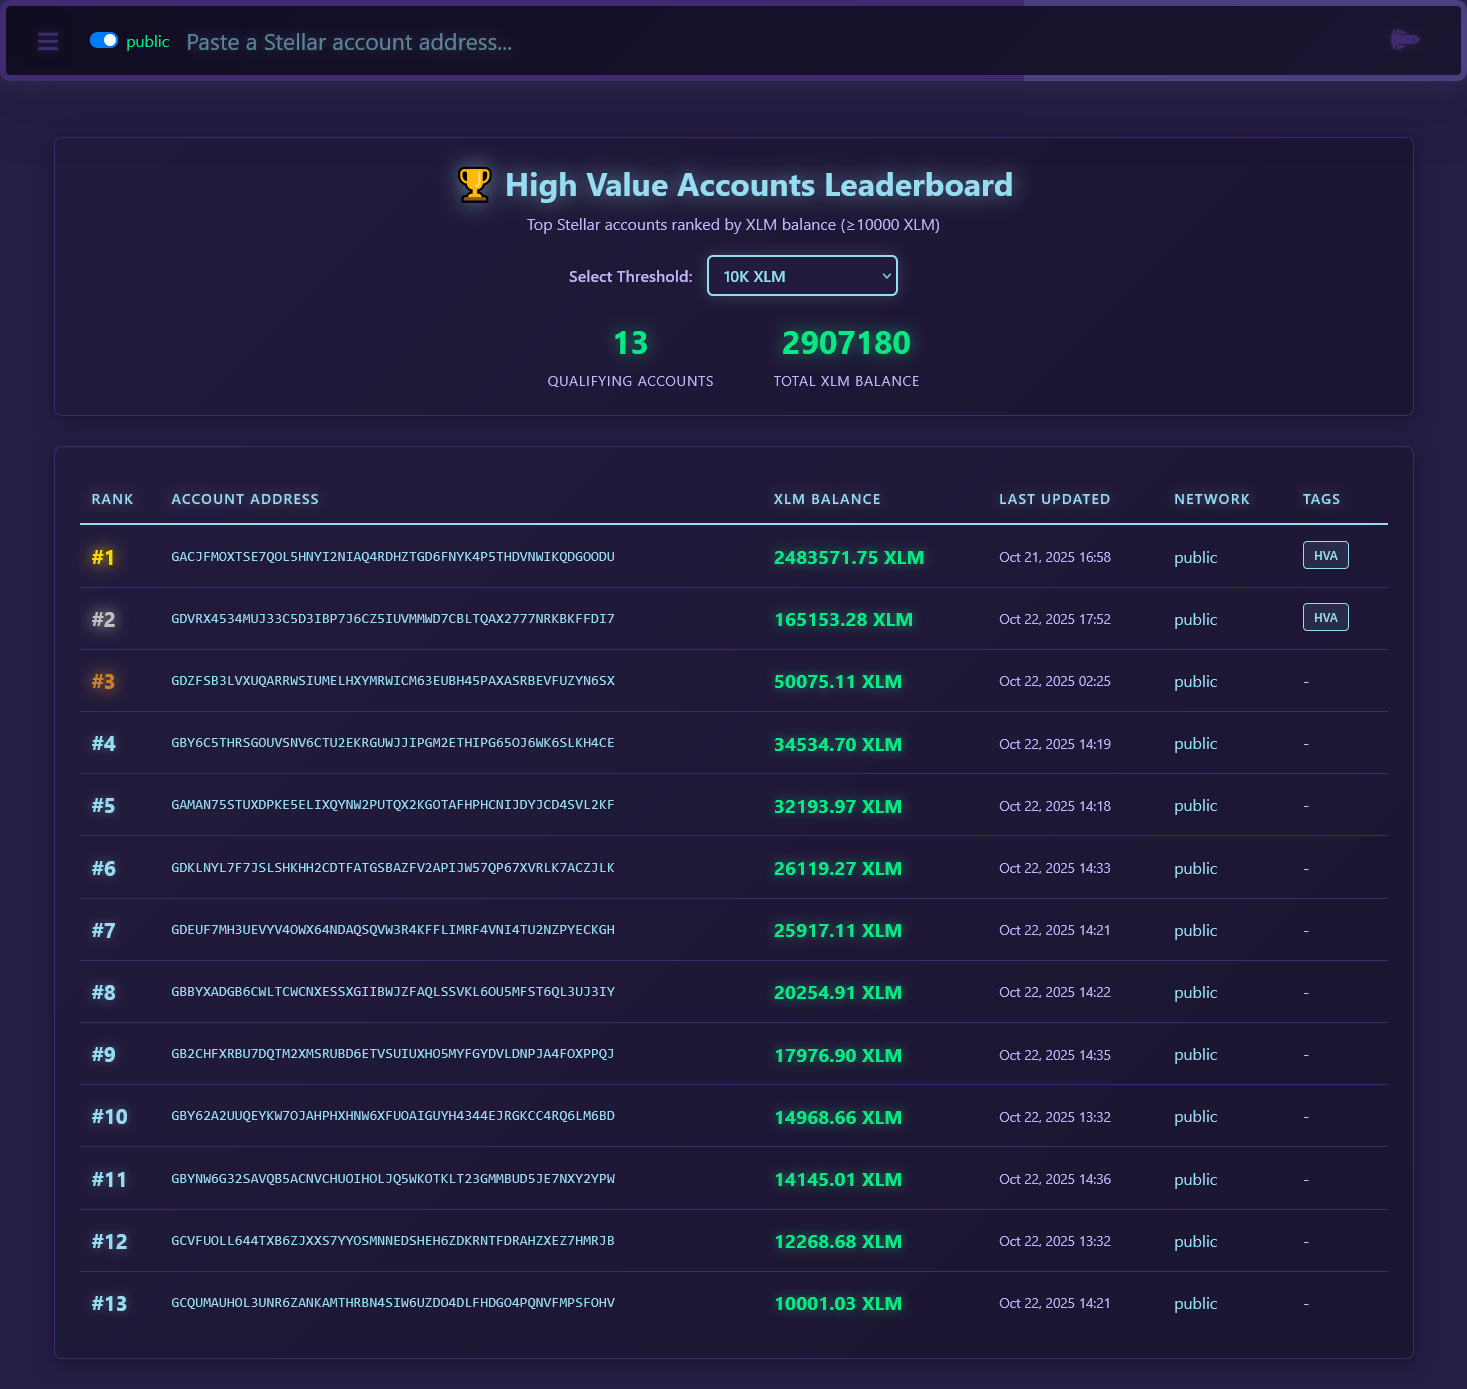 public Paste a Stellar account address...
High Value Accounts Leaderboard
Top Stellar accounts ranked by XLM balance (≥10000 XLM)
Select Threshold: 10K XLM
13 2907180
QUALIFYING ACCOUNTS TOTAL XLM BALANCE
RANK ACCOUNT ADDRESS XLM BALANCE LAST UPDATED NETWORK TAGS
#1 GACJFMOXTSE7QOL5HNYI2NIAQ4RDHZTGD6FNYK4P5THDVNWIKQDGOODU 2483571.75 XLM Oct 21, 2025 16:58 public HVA
#2 GDVRX4534MUJ33C5D3IBP7J6CZ5IUVMMWD7CBLTQAX2777NRKBKFFDI7 165153.28 XLM Oct 22, 2025 17:52 public HVA
#3 GDZFSB3LVXUQARRWSIUMELHXYMRWICM63EUBH45PAXASRBEVFUZYN6SX 50075.11 XLM Oct 22, 2025 02:25 public -
#4 GBY6C5THRSGOUVSNV6CTU2EKRGUWJJIPGM2ETHIPG65OJ6WK6SLKH4CE 34534.70 XLM Oct 22, 2025 14:19 public -
#5 GAMAN75STUXDPKE5ELIXQYNW2PUTQX2KGOTAFHPHCNIJDYJCD4SVL2KF 32193.97 XLM Oct 22, 2025 14:18 public -
#6 GDKLNYL7F7JSLSHKHH2CDTFATGSBAZFV2APIJW57QP67XVRLK7ACZJLK 26119.27 XLM Oct 22, 2025 14:33 public -
#7 GDEUF7MH3UEVYV4OWX64NDAQSQVW3R4KFFLIMRF4VNI4TU2NZPYECKGH 25917.11 XLM Oct 22, 2025 14:21 public -
#8 GBBYXADGB6CWLTCWCNXESSXGIIBWJZFAQLSSVKL6OU5MFST6QL3UJ3IY 20254.91 XLM Oct 22, 2025 14:22 public -
#9 GB2CHFXRBU7DQTM2XMSRUBD6ETVSUIUXHO5MYFGYDVLDNPJA4FOXPPQJ 17976.90 XLM Oct 22, 2025 14:35 public -
#10 GBY62A2UUQEYKW7OJAHPHXHNW6XFUOAIGUYH4344EJRGKCC4RQ6LM6BD 14968.66 XLM Oct 22, 2025 13:32 public -
#11 GBYNW6G32SAVQB5ACNVCHUOIHOLJQ5WKOTKLT23GMMBUD5JE7NXY2YPW 14145.01 XLM Oct 22, 2025 14:36 public -
#12 GCVFUOLL644TXB6ZJXXS7YYOSMNNEDSHEH6ZDKRNTFDRAHZXEZ7HMRJB 12268.68 XLM Oct 22, 2025 13:32 public -
#13 GCQUMAUHOL3UNR6ZANKAMTHRBN4SIW6UZDO4DLFHDGO4PQNVFMPSFOHV 10001.03 XLM Oct 22, 2025 14:21 public -